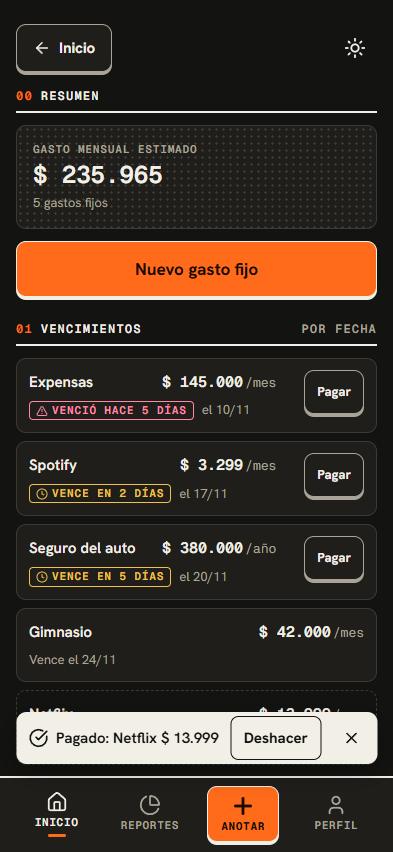 Inicio
00 RESUMEN
GASTO MENSUAL ESTIMADO
$ 235.965
5 gastos fijos
Nuevo gasto fijo
01 VENCIMIENTOS POR FECHA
Expensas $ 145.000 /mes Pagar
VENCIÓ HACE 5 DÍAS el 10/11
Spotify $ 3.299 /mes Pagar
VENCE EN 2 DÍAS el 17/11
Seguro del auto $ 380.000 /año Pagar
VENCE EN 5 DÍAS el 20/11
Gimnasio $ 42.000 /mes
Vence el 24/11
Pagado: Netflix $ 13.999 Deshacer
INICIO REPORTES ANOTAR PERFIL